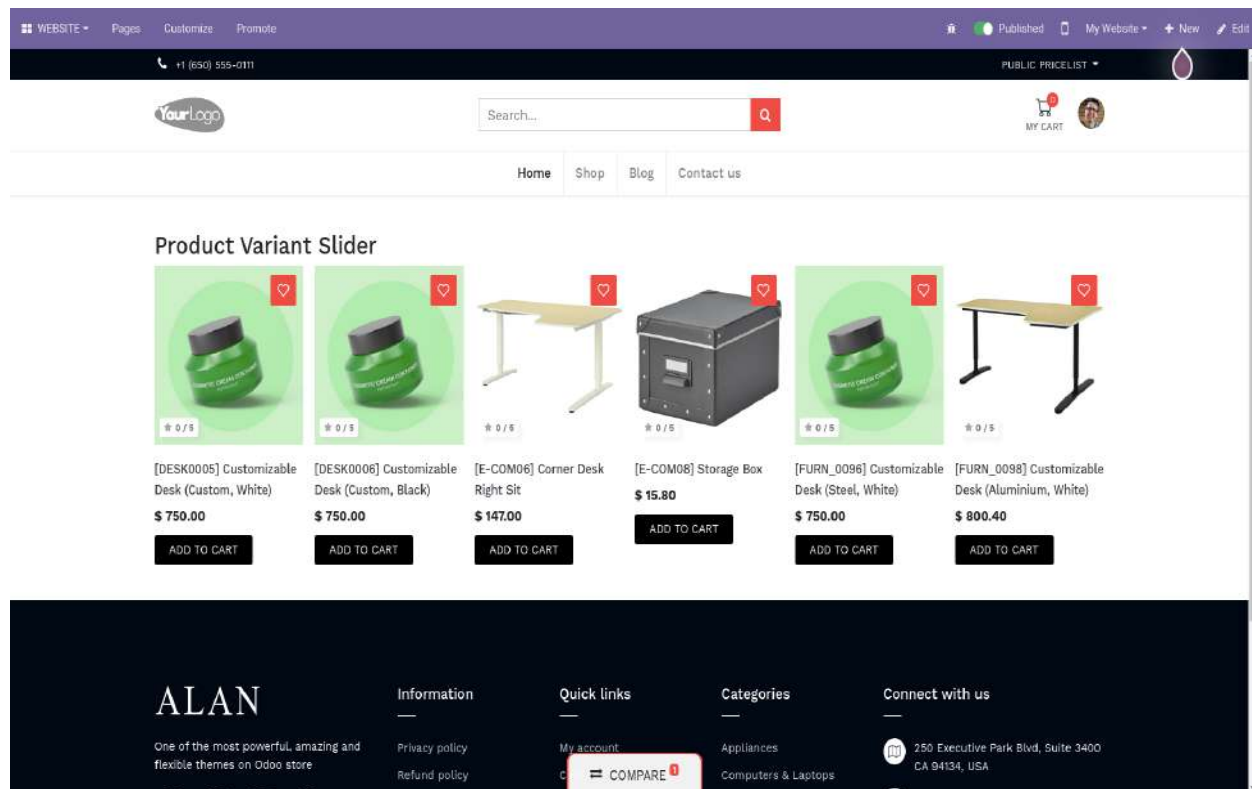 WEBSITE Pages Customize Promote Published My Website + New Edit
+1 (650) 555-0111 PUBLIC PRICELIST
YourLogo Search... 0
MY CART
Home Shop Blog Contact us
Product Variant Slider
0 / 5 0 / 5 0 / 5 0 / 5 0 / 5 0 / 5
[DESK0005] Customizable [DESK0006] Customizable [E-COM06] Corner Desk [E-COM08] Storage Box [FURN_0096] Customizable [FURN_0098] Customizable
Desk (Custom, White) Desk (Custom, Black) Right Sit $ 15.80 Desk (Steel, White) Desk (Aluminium, White)
$ 750.00 $ 750.00 $ 147.00 $ 750.00 $ 800.40
ADD TO CART ADD TO CART ADD TO CART ADD TO CART ADD TO CART ADD TO CART
ALAN Information Quick links Categories Connect with us
One of the most powerful, amazing and Privacy policy My account Appliances 250 Executive Park Blvd, Suite 3400
flexible themes on Odoo store Refund policy COMPARE 1 Computers & Laptops CA 94134, USA